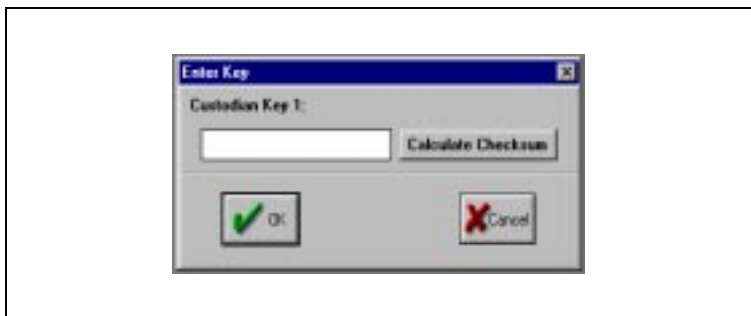 Enter Key
Custodian Key 1:
Calculate Checksum
OK
Cancel